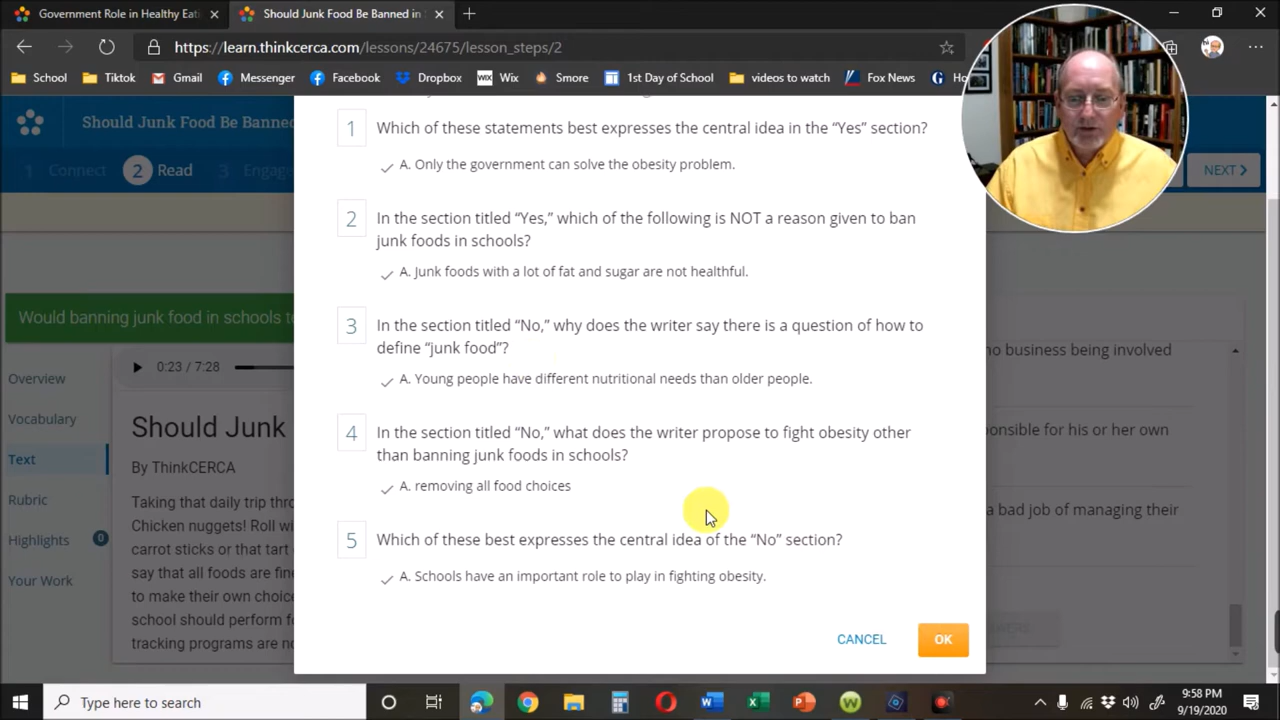 Government Role in Healthy Eati
Should Junk Food Be Banned in
https://learn.thinkcerca.com/lessons/24675/lesson_steps/2
School
Tiktok
Gmail
Messenger
Facebook
Dropbox
WIX Wix
Smore
1st Day of School
videos to watch
Fox News
G Ho
Should Junk Food Be Banned
1 Connect
2 Read
3 Engage
NEXT
1 Which of these statements best expresses the central idea in the “Yes” section?
A. Only the government can solve the obesity problem.
2 In the section titled “Yes,” which of the following is NOT a reason given to ban
junk foods in schools?
A. Junk foods with a lot of fat and sugar are not healthful.
3 In the section titled “No,” why does the writer say there is a question of how to
define “junk food”?
A. Young people have different nutritional needs than older people.
4 In the section titled “No,” what does the writer propose to fight obesity other
than banning junk foods in schools?
A. removing all food choices
5 Which of these best expresses the central idea of the “No” section?
A. Schools have an important role to play in fighting obesity.
CANCEL
OK
Would banning junk food in schools
Overview
Vocabulary
Text
Rubric
Highlights 0
Your Work
0:23 / 7:28
Should Junk
By ThinkCERCA
Taking that daily trip thro
Chicken nuggets! Roll wi
carrot sticks or that tart
say that all foods are fine
to make their own choice
school should perform fo
tracking programs are no
no business being involved
ponsible for his or her own
a bad job of managing their
Type here to search
9:58 PM
9/19/2020